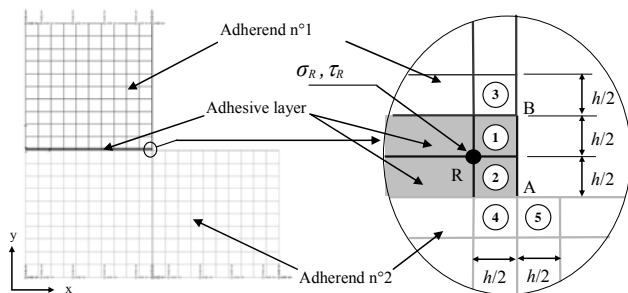 Adherend n°1
σR , τR
Adhesive layer
Adherend n°2
y
x
3
B
1
R
2
A
4
5
h/2
h/2
h/2
h/2
h/2